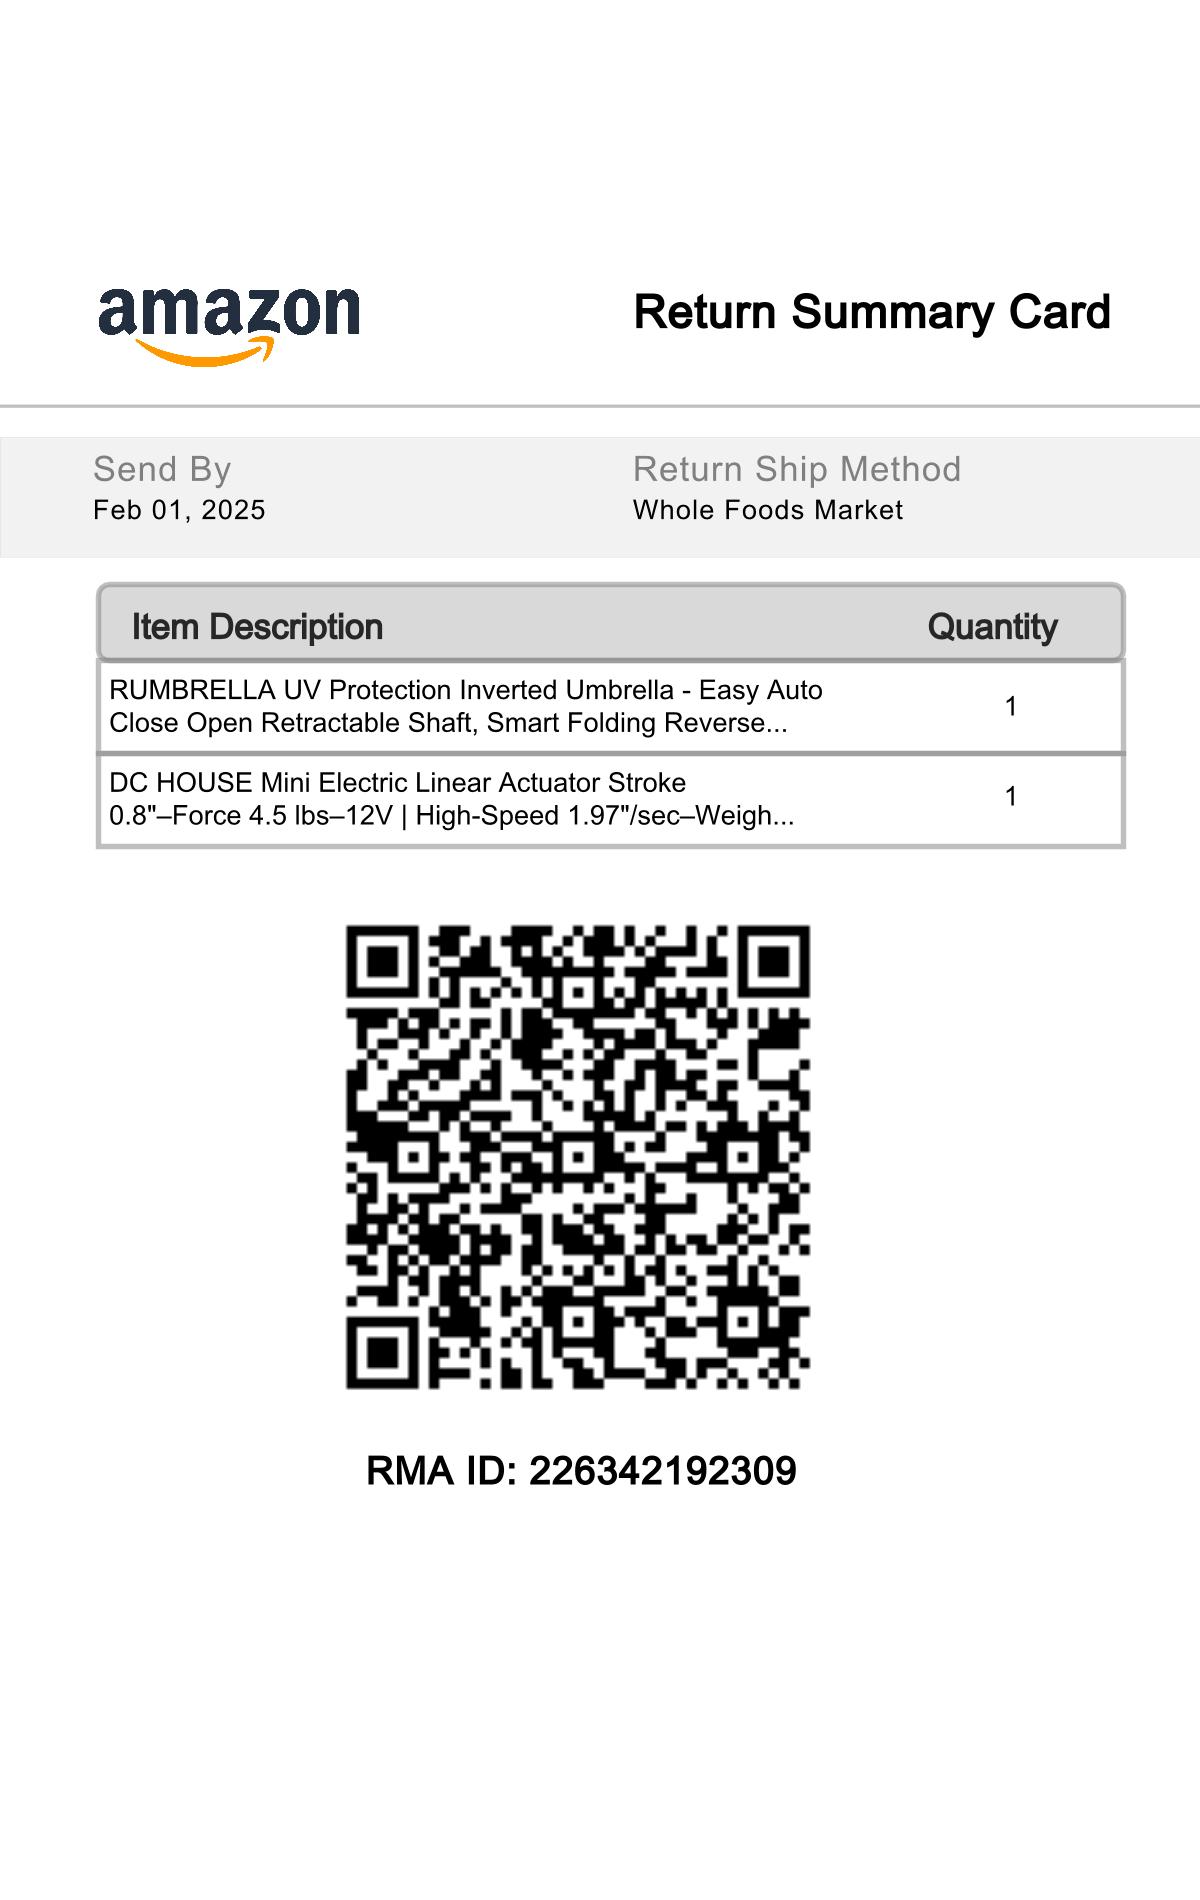 amazon
Return Summary Card
Send By
Feb 01, 2025
Return Ship Method
Whole Foods Market
Item Description
Quantity
RUMBRELLA UV Protection Inverted Umbrella - Easy Auto
Close Open Retractable Shaft, Smart Folding Reverse...
1
DC HOUSE Mini Electric Linear Actuator Stroke
0.8"–Force 4.5 lbs–12V | High-Speed 1.97"/sec–Weigh...
1
RMA ID: 226342192309